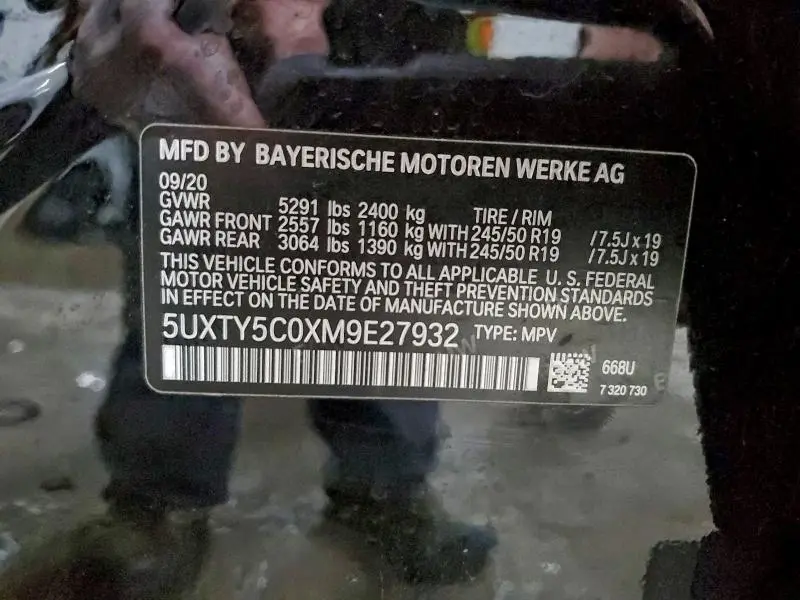 MFD BY BAYERISCHE MOTOREN WERKE AG
09/20
GVWR 5291 lbs 2400 kg TIRE / RIM
GAWR FRONT 2557 lbs 1160 kg WITH 245/50 R19 /7.5J x 19
GAWR REAR 3064 lbs 1390 kg WITH 245/50 R19 /7.5J x 19
THIS VEHICLE CONFORMS TO ALL APPLICABLE U. S. FEDERAL
MOTOR VEHICLE SAFETY AND THEFT PREVENTION STANDARDS
IN EFFECT ON THE DATE OF MANUFACTURE SHOWN ABOVE.
5UXTY5C0XM9E27932 TYPE: MPV
668U
7 320 730